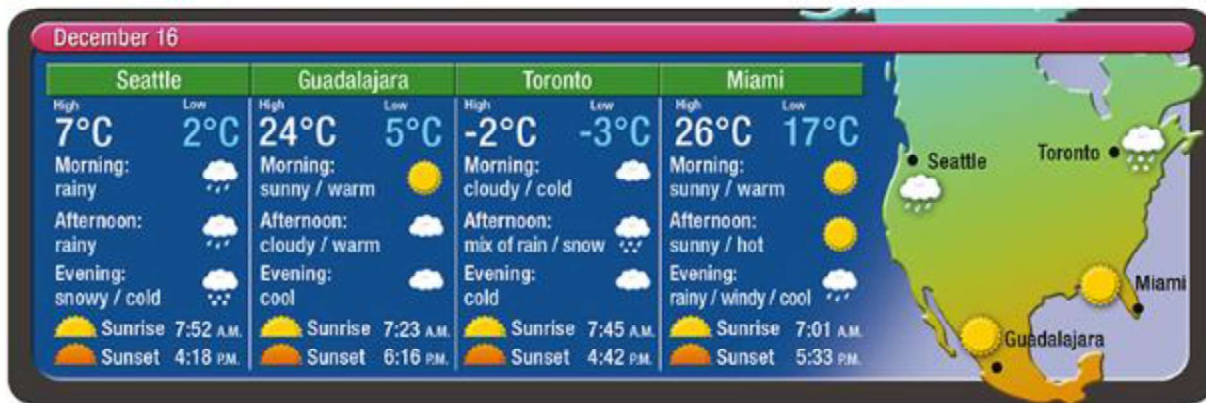 December 16
Seattle
High Low
7°C 2°C
Morning:
rainy
Afternoon:
rainy
Evening:
snowy / cold
Sunrise 7:52 A.M.
Sunset 4:18 P.M.
Guadalajara
High Low
24°C 5°C
Morning:
sunny / warm
Afternoon:
cloudy / warm
Evening:
cool
Sunrise 7:23 A.M.
Sunset 6:16 P.M.
Toronto
High Low
-2°C -3°C
Morning:
cloudy / cold
Afternoon:
mix of rain / snow
Evening:
cold
Sunrise 7:45 A.M.
Sunset 4:42 P.M.
Miami
High Low
26°C 17°C
Morning:
sunny / warm
Afternoon:
sunny / hot
Evening:
rainy / windy / cool
Sunrise 7:01 A.M.
Sunset 5:33 P.M.
Seattle
Toronto
Miami
Guadalajara